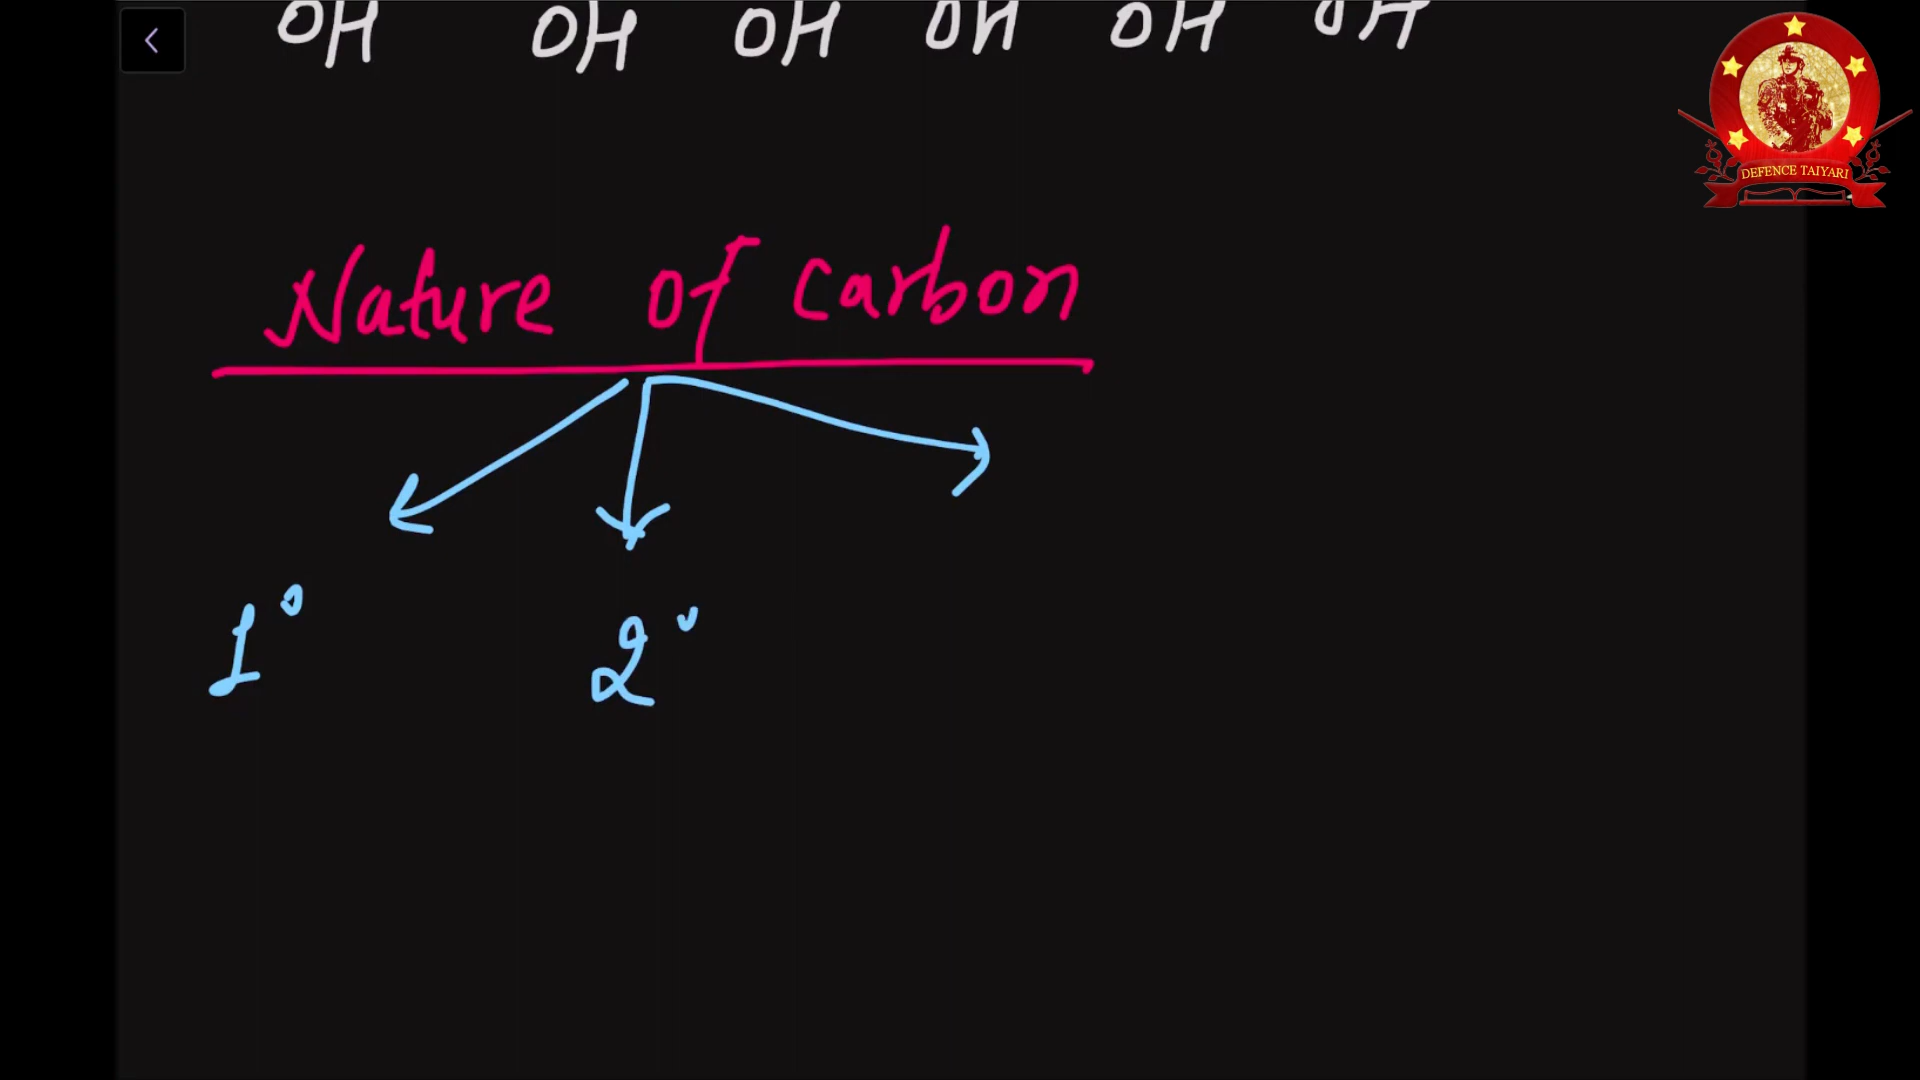 OH OH OH OH OH OH
DEFENCE TAIYARI
Nature of Carbon
1° 2°